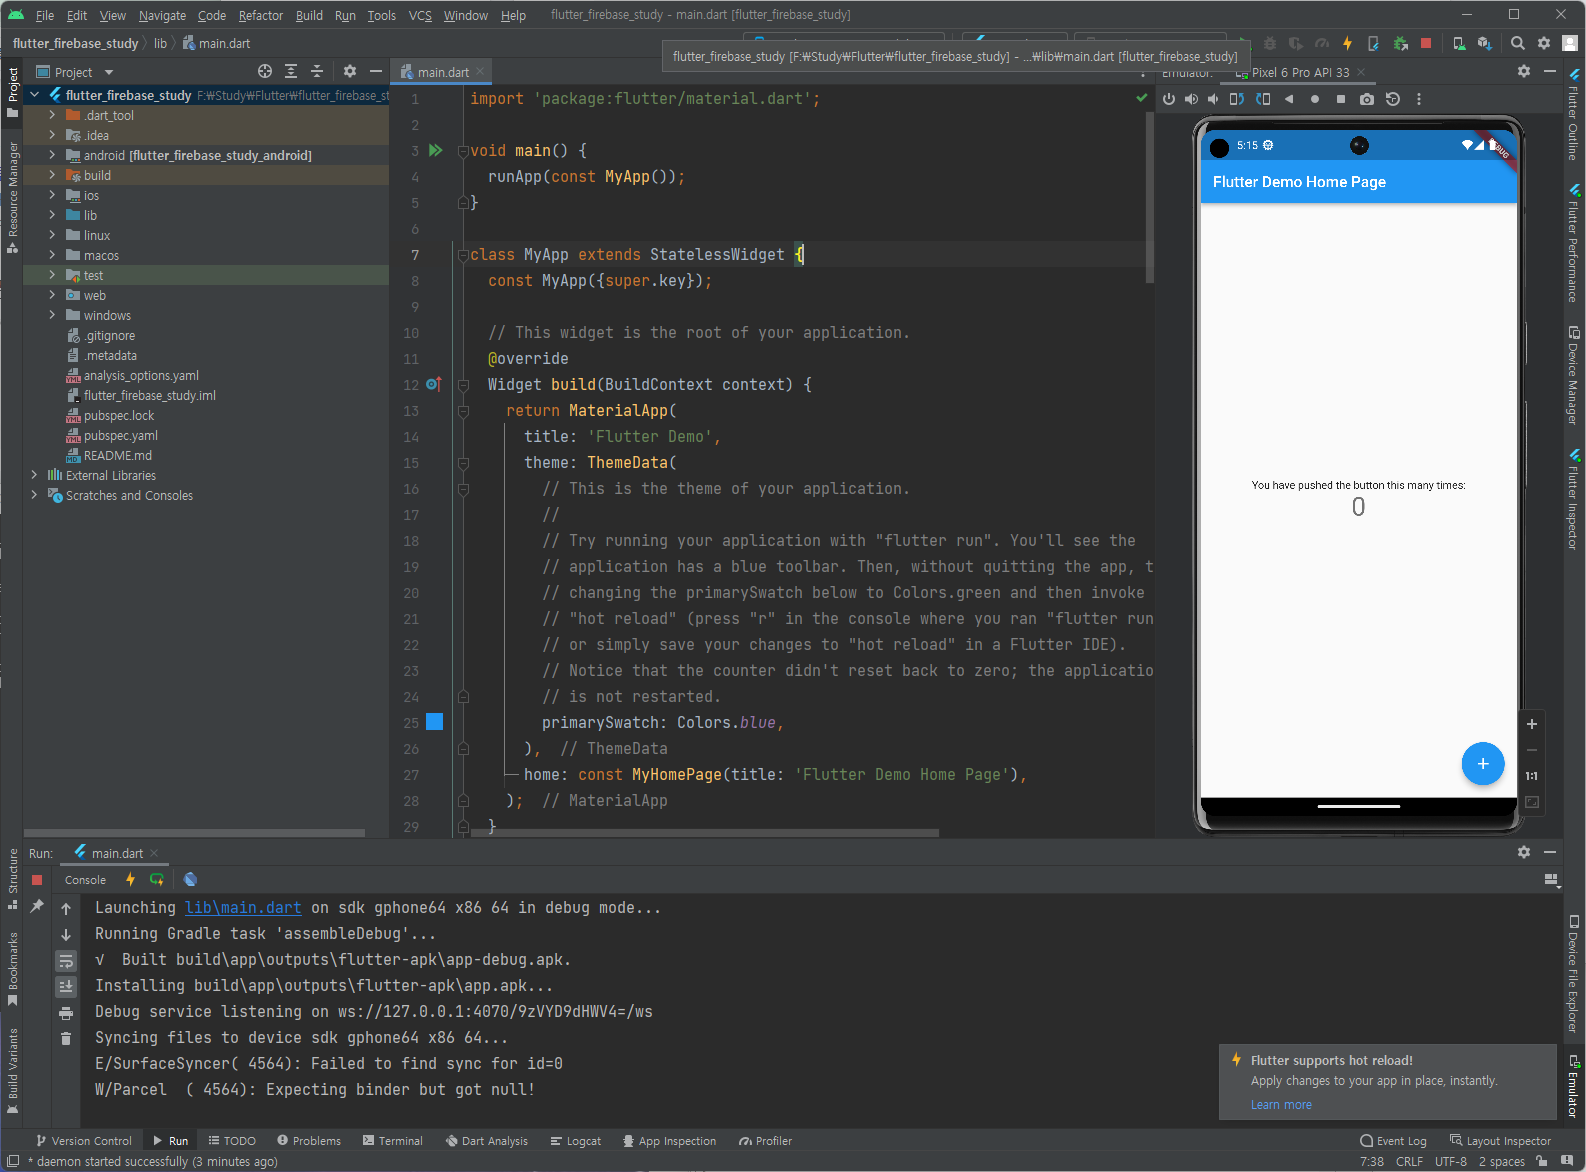 File Edit View Navigate Code Refactor Build Run Tools VCS Window Help flutter_firebase_study - main.dart [flutter_firebase_study]
flutter_firebase_study lib main.dart
flutter_firebase_study [F:₩Study₩Flutter₩flutter_firebase_study] - ...₩lib₩main.dart [flutter_firebase_study]
Project
main.dart
Emulator: Pixel 6 Pro API 33
flutter_firebase_study F:₩Study₩Flutter₩flutter_firebase_st
.dart_tool
.idea
android [flutter_firebase_study_android]
build
ios
lib
linux
macos
test
web
windows
.gitignore
.metadata
analysis_options.yaml
flutter_firebase_study.iml
pubspec.lock
pubspec.yaml
README.md
External Libraries
Scratches and Consoles
Project
Resource Manager
Structure
Bookmarks
Build Variants
1 import 'package:flutter/material.dart';
2
3 void main() {
4 runApp(const MyApp());
5 }
6
7 class MyApp extends StatelessWidget {
8 const MyApp({super.key});
9
10 // This widget is the root of your application.
11 @override
12 Widget build(BuildContext context) {
13 return MaterialApp(
14 title: 'Flutter Demo',
15 theme: ThemeData(
16 // This is the theme of your application.
17 //
18 // Try running your application with "flutter run". You'll see the
19 // application has a blue toolbar. Then, without quitting the app, t
20 // changing the primarySwatch below to Colors.green and then invoke
21 // "hot reload" (press "r" in the console where you ran "flutter run
22 // or simply save your changes to "hot reload" in a Flutter IDE).
23 // Notice that the counter didn't reset back to zero; the applicatio
24 // is not restarted.
25 primarySwatch: Colors.blue,
26 ), // ThemeData
27 home: const MyHomePage(title: 'Flutter Demo Home Page'),
28 ); // MaterialApp
29 }
5:15
DEBUG
Flutter Demo Home Page
You have pushed the button this many times:
0
+
1:1
Flutter Outline
Flutter Performance
Device Manager
Flutter Inspector
Device File Explorer
Emulator
Run: main.dart
Console
Launching lib\main.dart on sdk gphone64 x86 64 in debug mode...
Running Gradle task 'assembleDebug'...
√ Built build\app\outputs\flutter-apk\app-debug.apk.
Installing build\app\outputs\flutter-apk\app.apk...
Debug service listening on ws://127.0.0.1:4070/9zVYD9dHWV4=/ws
Syncing files to device sdk gphone64 x86 64...
E/SurfaceSyncer( 4564): Failed to find sync for id=0
W/Parcel ( 4564): Expecting binder but got null!
Flutter supports hot reload!
Apply changes to your app in place, instantly.
Learn more
Version Control Run TODO Problems Terminal Dart Analysis Logcat App Inspection Profiler Event Log Layout Inspector
* daemon started successfully (3 minutes ago) 7:38 CRLF UTF-8 2 spaces